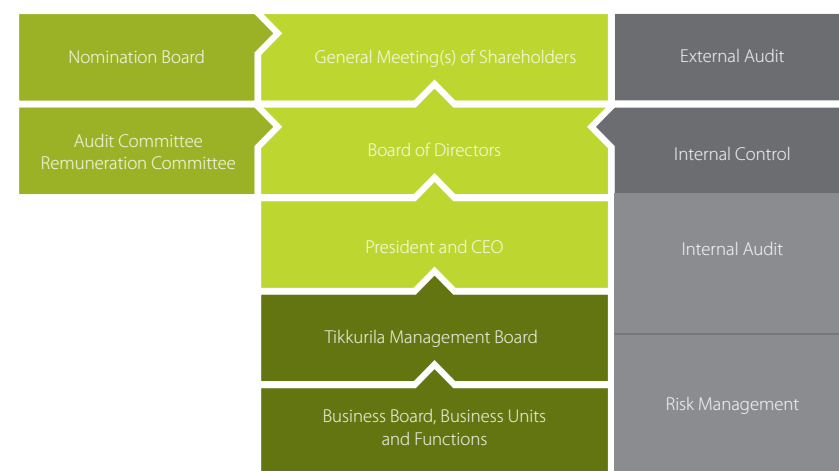 Nomination Board
General Meeting(s) of Shareholders
External Audit
Audit Committee
Remuneration Committee
Board of Directors
Internal Control
President and CEO
Internal Audit
Tikkurila Management Board
Business Board, Business Units
and Functions
Risk Management